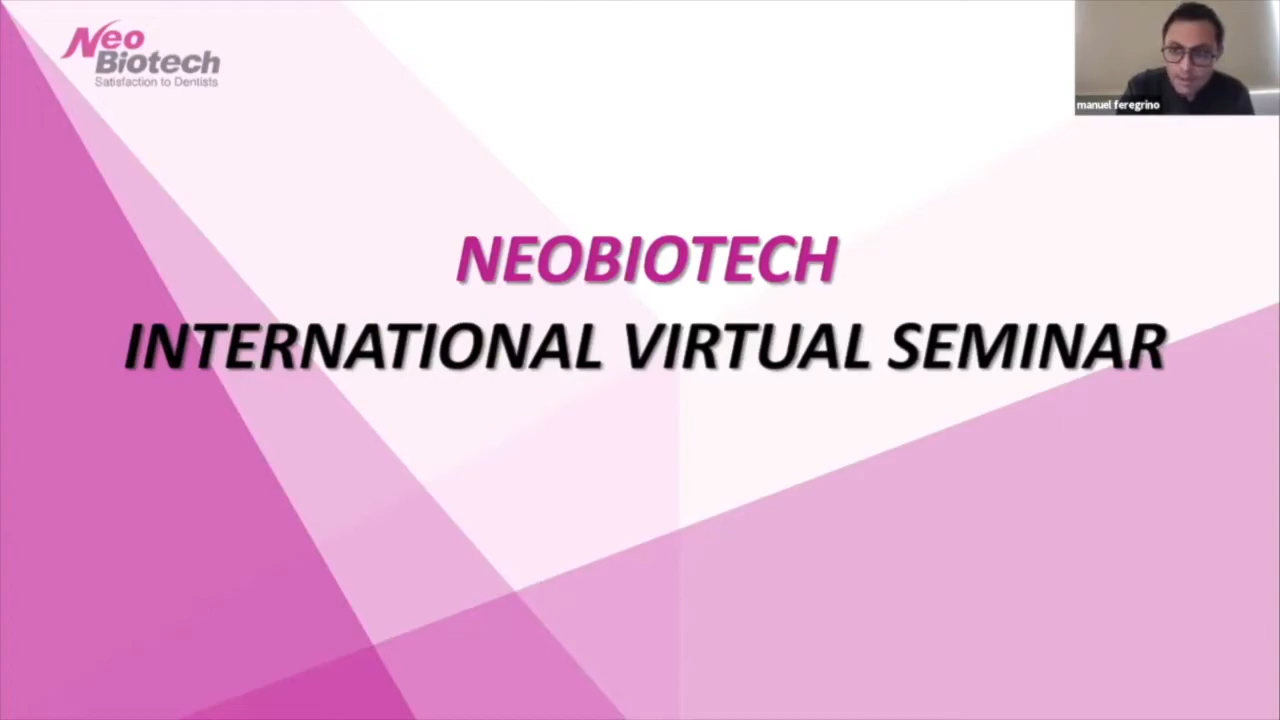 Neo
Biotech
Satisfaction to Dentists
manuel feregrino
NEOBIOTECH
INTERNATIONAL VIRTUAL SEMINAR